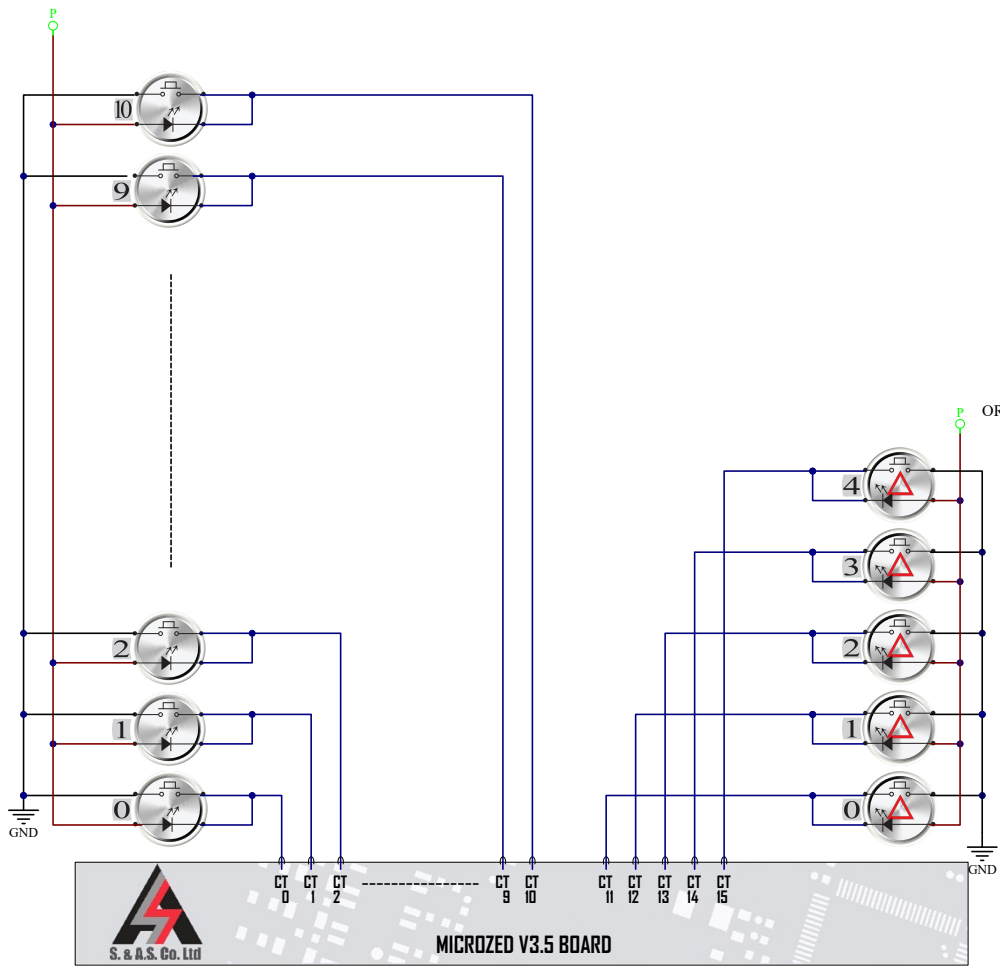 P
10
9
P OR
4
3
2 2
1 1
0 0
GND
GND
CT CT CT CT CT CT CT CT CT CT
0 1 2 9 10 11 12 13 14 15
MICROZED V3.5 BOARD
S. & A.S. Co. Ltd